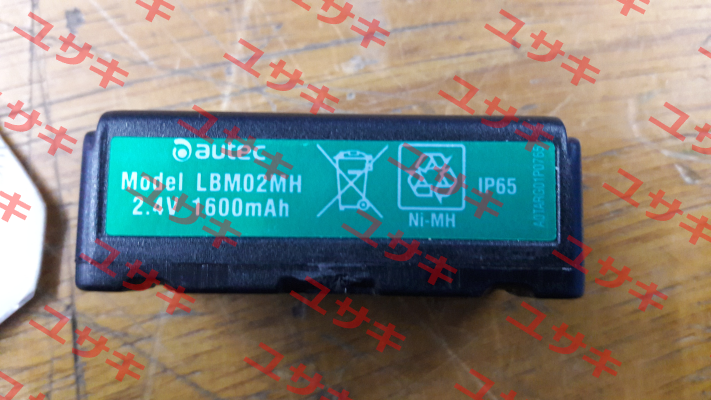 autec
Model LBM02MH
2.4V 1600mAh
Ni-MH
IP65
ユサキ